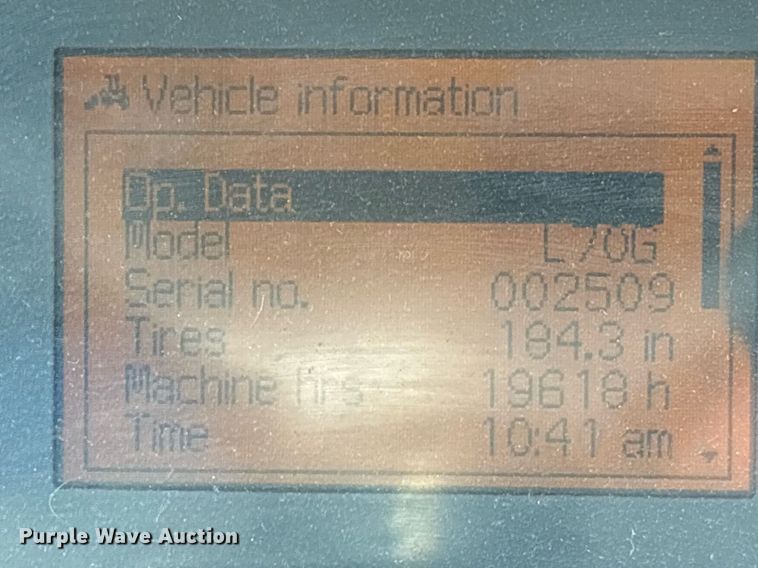 Vehicle information
Op. Data
Model L70G
Serial no. 002509
Tires 184.3 in
Machine hrs 19618 h
Time 10:41 am
Purple Wave Auction